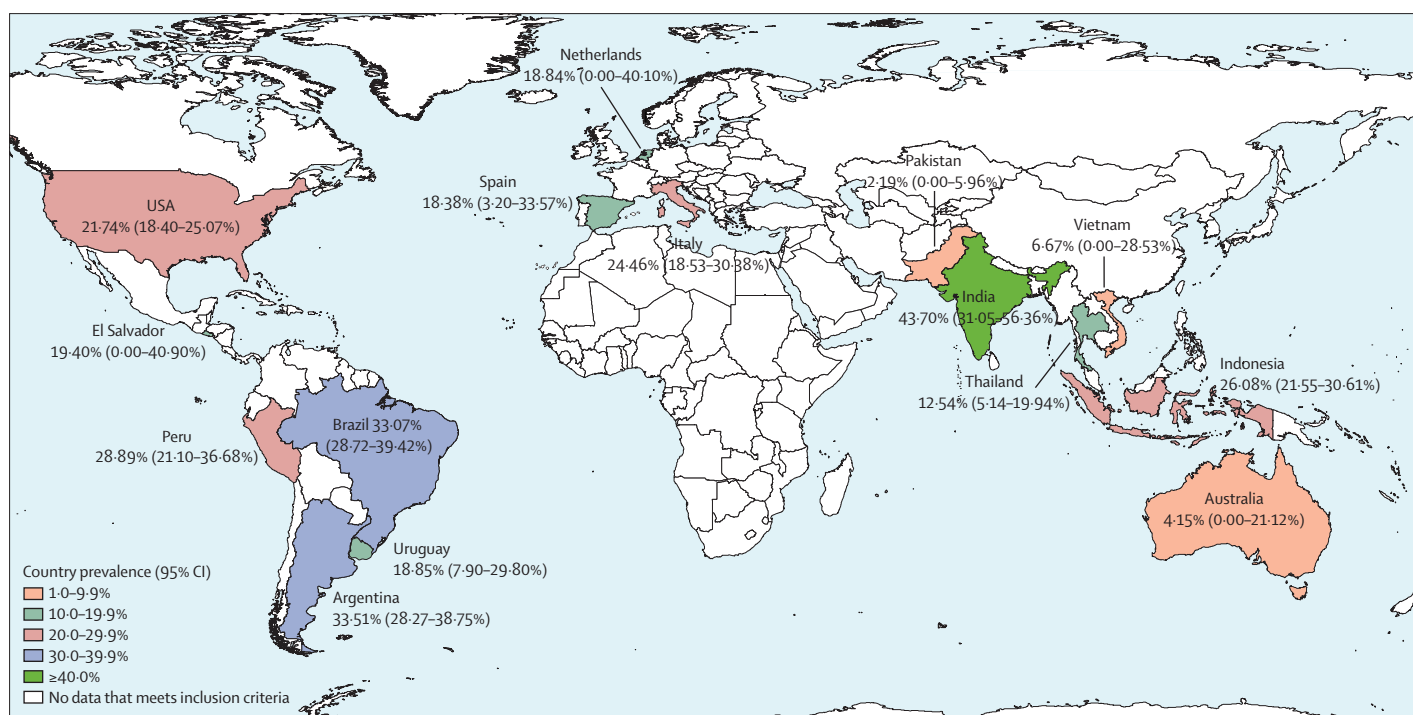 Netherlands
18·84% (0·00–40·10%)
Pakistan
2·19% (0·00–5·96%)
Spain
18·38% (3·20–33·57%)
USA
21·74% (18·40–25·07%)
Vietnam
6·67% (0·00–28·53%)
Italy
24·46% (18·53–30·38%)
India
43·70% (31·05–56·36%)
El Salvador
19·40% (0·00–40·90%)
Thailand
12·54% (5·14–19·94%)
Indonesia
26·08% (21·55–30·61%)
Peru
28·89% (21·10–36·68%)
Brazil 33·07%
(28·72–39·42%)
Australia
4·15% (0·00–21·12%)
Uruguay
18·85% (7·90–29·80%)
Argentina
33·51% (28·27–38·75%)
Country prevalence (95% CI)
1·0–9·9%
10·0–19·9%
20·0–29·9%
30·0–39·9%
≥40·0%
No data that meets inclusion criteria